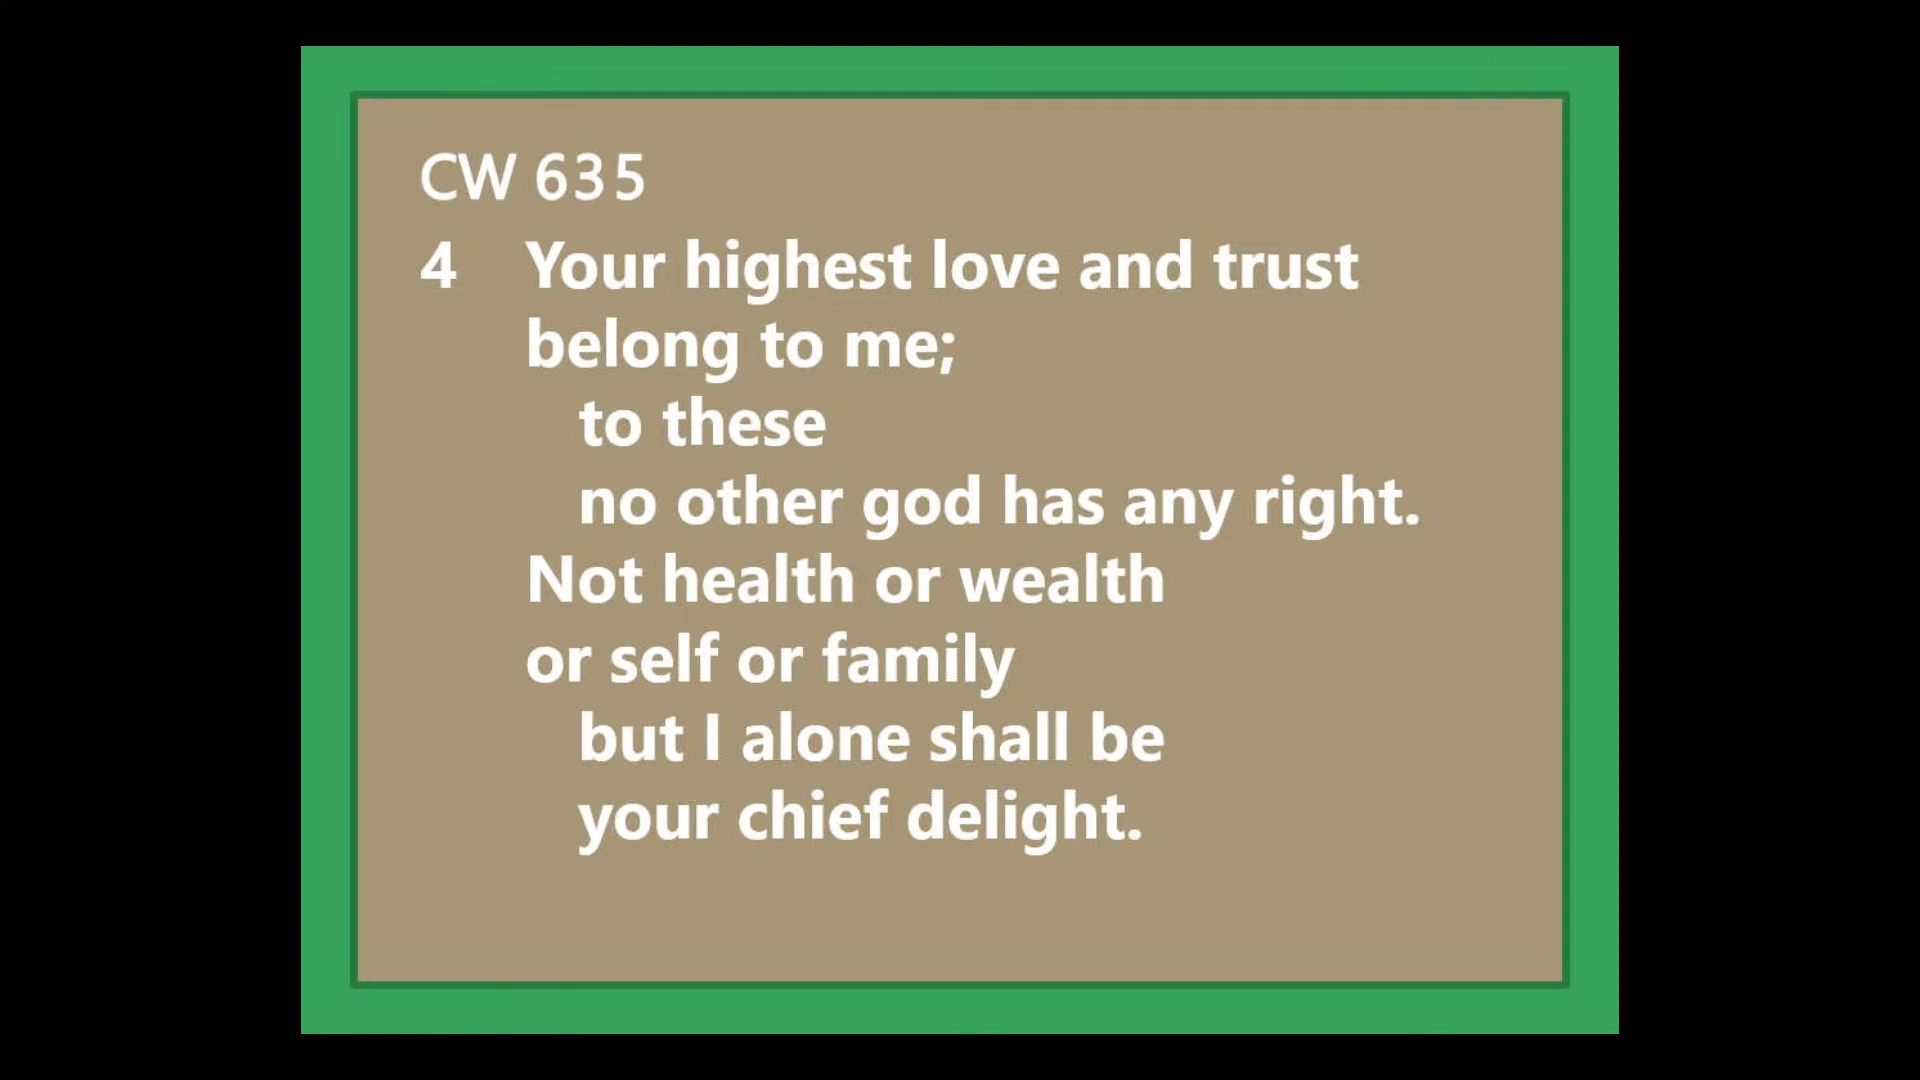 CW 635
4 Your highest love and trust
belong to me;
to these
no other god has any right.
Not health or wealth
or self or family
but I alone shall be
your chief delight.